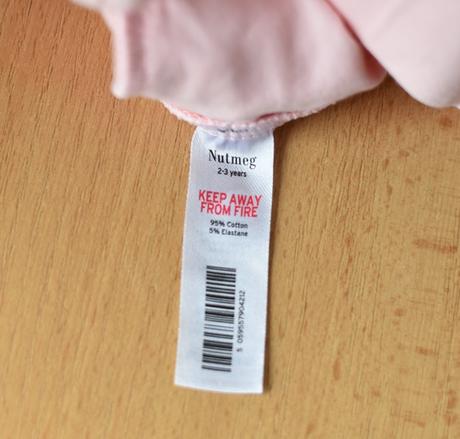 Nutmeg
2-3 years
KEEP AWAY
FROM FIRE
95% Cotton
5% Elastane
5 059557904212